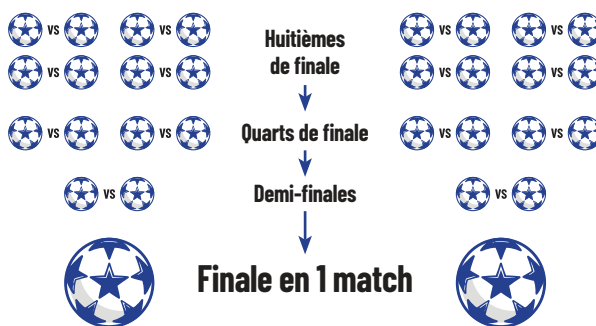 vs vs vs vs
Huitièmes
de finale
vs vs vs vs
vs vs Quarts de finale vs vs
vs Demi-finales vs
Finale en 1 match